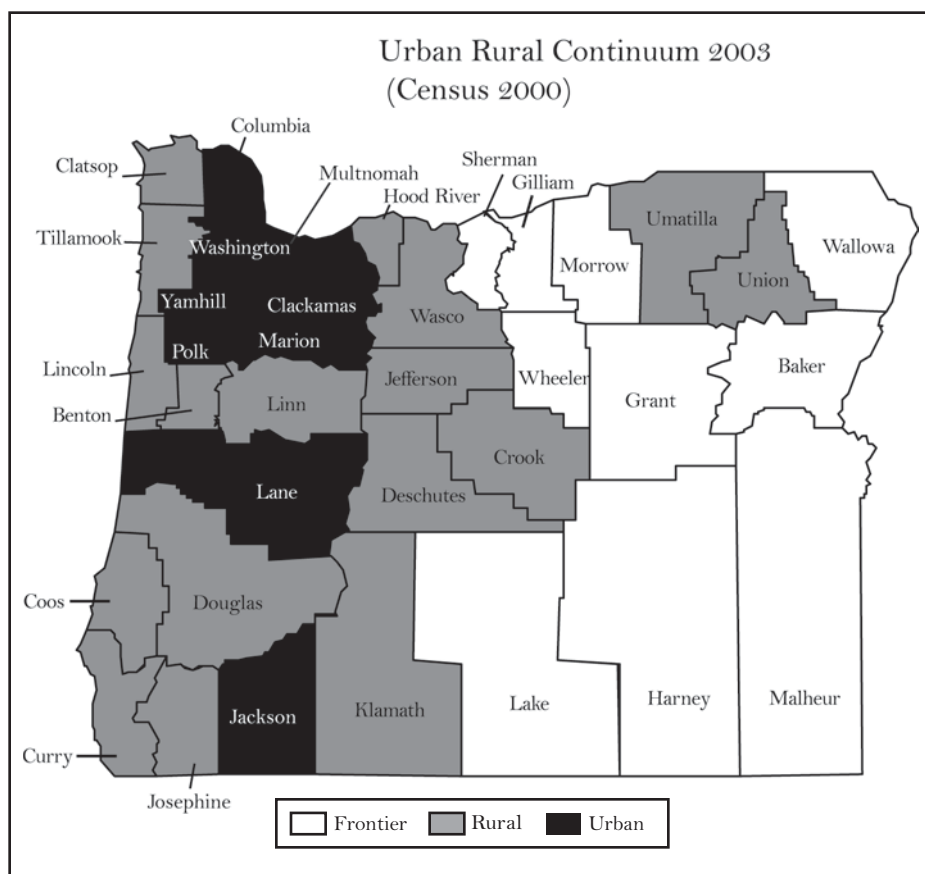 Urban Rural Continuum 2003
(Census 2000)
Columbia
Sherman
Clatsop
Multnomah
Gilliam
Hood River
Umatilla
Tillamook
Washington
Wallowa
Morrow
Union
Yamhill
Clackamas
Wasco
Marion
Polk
Baker
Lincoln
Jefferson
Wheeler
Grant
Benton
Linn
Crook
Lane
Deschutes
Coos
Douglas
Jackson
Klamath
Lake
Harney
Malheur
Curry
Josephine
Frontier Rural Urban